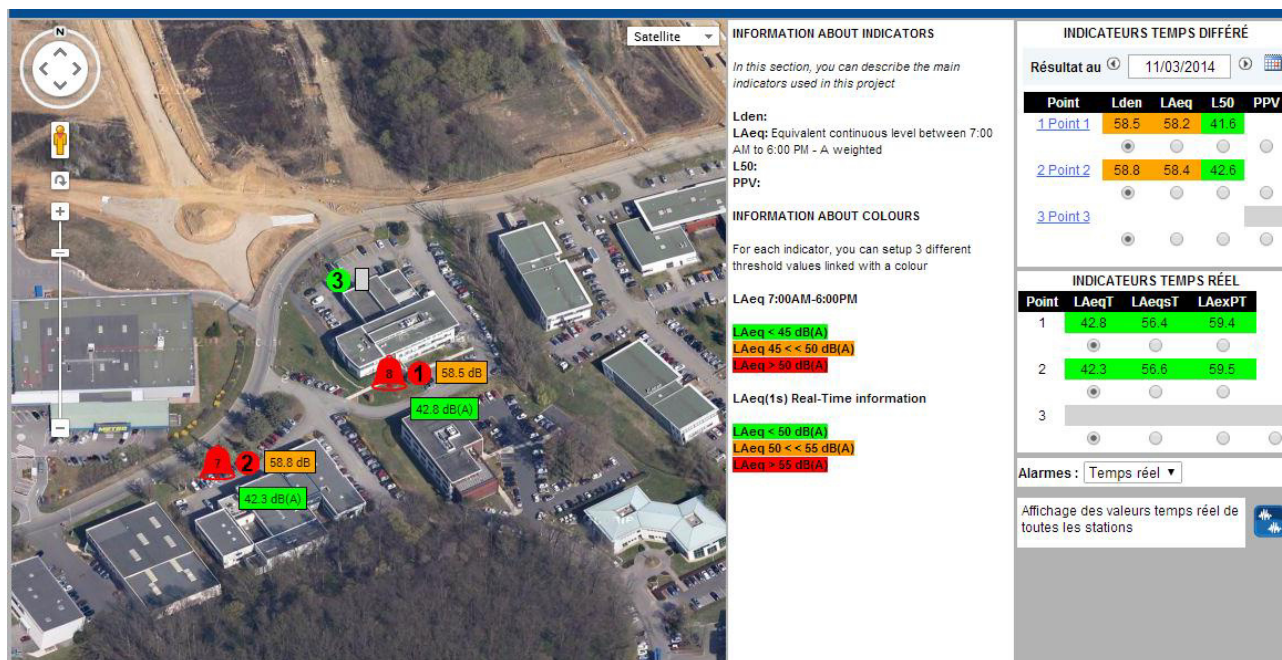 N
Satellite
3
8
1
58.5 dB
42.8 dB(A)
7
2
58.8 dB
42.3 dB(A)
METRO
INFORMATION ABOUT INDICATORS
In this section, you can describe the main
indicators used in this project
Lden:
LAeq: Equivalent continuous level between 7:00
AM to 6:00 PM - A weighted
L50:
PPV:
INFORMATION ABOUT COLOURS
For each indicator, you can setup 3 different
threshold values linked with a colour
LAeq 7:00AM-6:00PM
LAeq < 45 dB(A)
LAeq 45 << 50 dB(A)
LAeq > 50 dB(A)
LAeq(1s) Real-Time information
LAeq < 50 dB(A)
LAeq 50 << 55 dB(A)
LAeq > 55 dB(A)
INDICATEURS TEMPS DIFFÉRÉ
Résultat au 11/03/2014
Point Lden LAeq L50 PPV
1 Point 1 58.5 58.2 41.6
2 Point 2 58.8 58.4 42.6
3 Point 3
INDICATEURS TEMPS RÉEL
Point LAeqT LAeqsT LAexPT
1 42.8 56.4 59.4
2 42.3 56.6 59.5
3
Alarmes : Temps réel
Affichage des valeurs temps réel de
toutes les stations